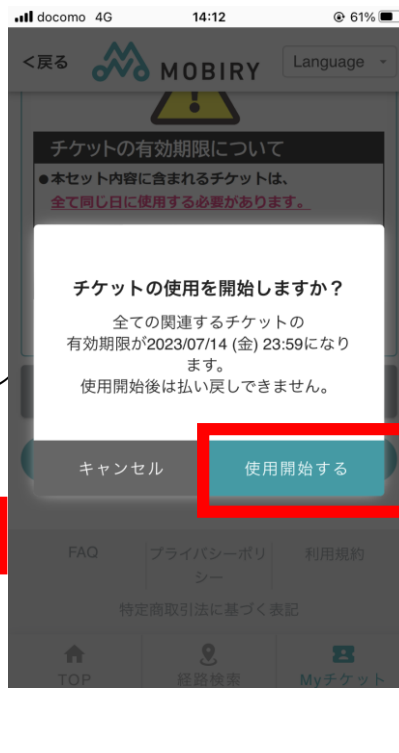 docomo 4G 14:12 61%
<戻る MOBIRY Language
チケットの有効期限について
●本セット内容に含まれるチケットは、
全て同じ日に使用する必要があります。
チケットの使用を開始しますか？
全ての関連するチケットの
有効期限が2023/07/14 (金) 23:59になり
ます。
使用開始後は払い戻しできません。
キャンセル 使用開始する
FAQ プライバシーポリ 利用規約
シー
特定商取引法に基づく表記
TOP 経路検索 Myチケット